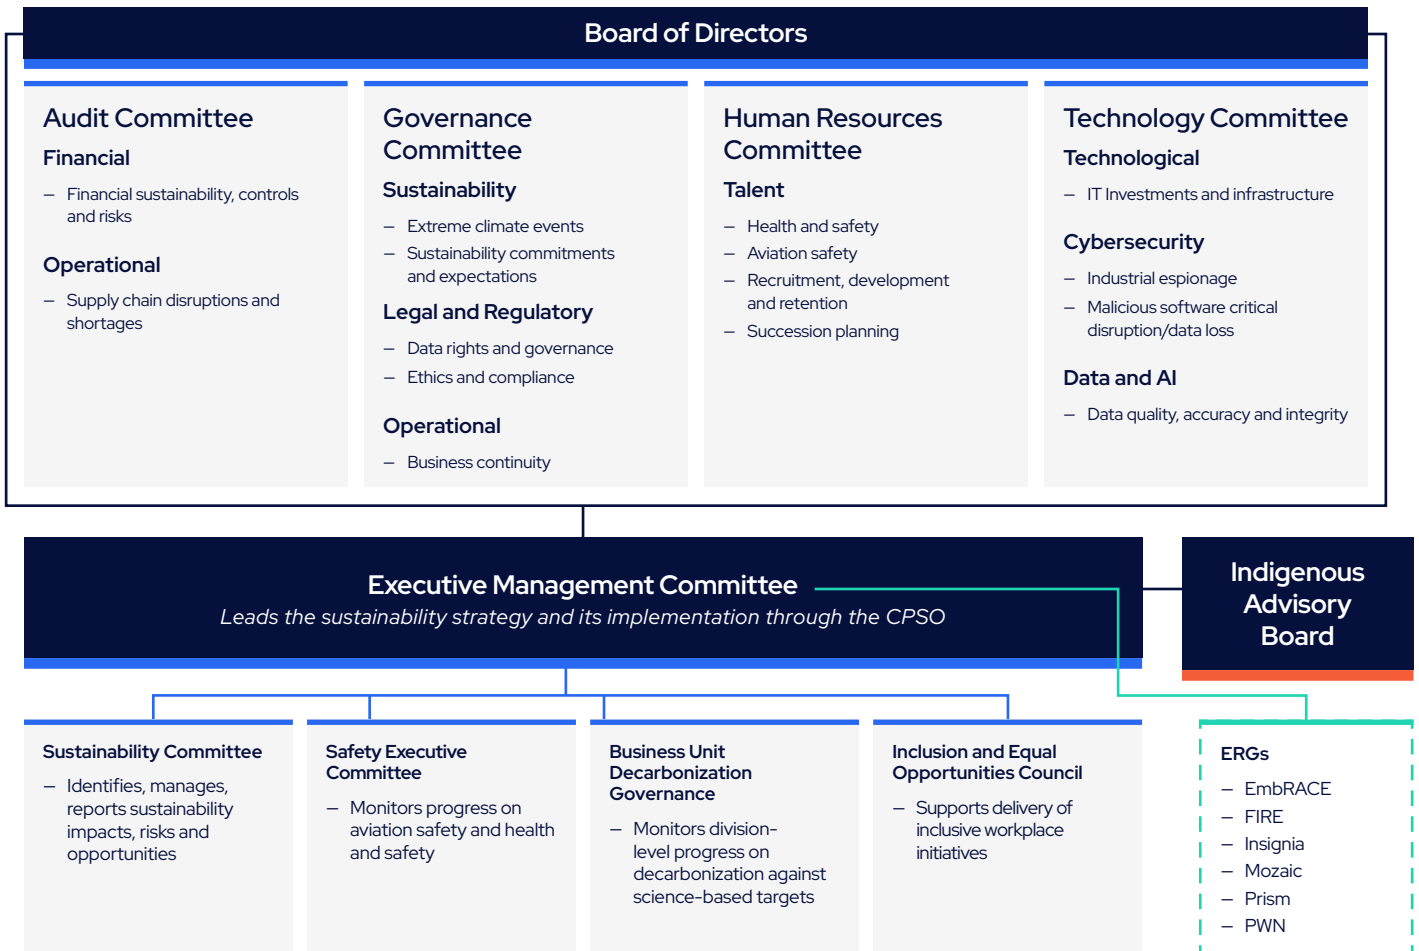 Board of Directors
Audit Committee
Financial
– Financial sustainability, controls
and risks
Operational
– Supply chain disruptions and
shortages
Governance
Committee
Sustainability
– Extreme climate events
– Sustainability commitments
and expectations
Legal and Regulatory
– Data rights and governance
– Ethics and compliance
Operational
– Business continuity
Human Resources
Committee
Talent
– Health and safety
– Aviation safety
– Recruitment, development
and retention
– Succession planning
Technology Committee
Technological
– IT Investments and infrastructure
Cybersecurity
– Industrial espionage
– Malicious software critical
disruption/data loss
Data and AI
– Data quality, accuracy and integrity
Executive Management Committee
Leads the sustainability strategy and its implementation through the CPSO
Indigenous
Advisory
Board
Sustainability Committee
– Identifies, manages,
reports sustainability
impacts, risks and
opportunities
Safety Executive
Committee
– Monitors progress on
aviation safety and health
and safety
Business Unit
Decarbonization
Governance
– Monitors division-
level progress on
decarbonization against
science-based targets
Inclusion and Equal
Opportunities Council
– Supports delivery of
inclusive workplace
initiatives
ERGs
– EmbRACE
– FIRE
– Insignia
– Mozaic
– Prism
– PWN